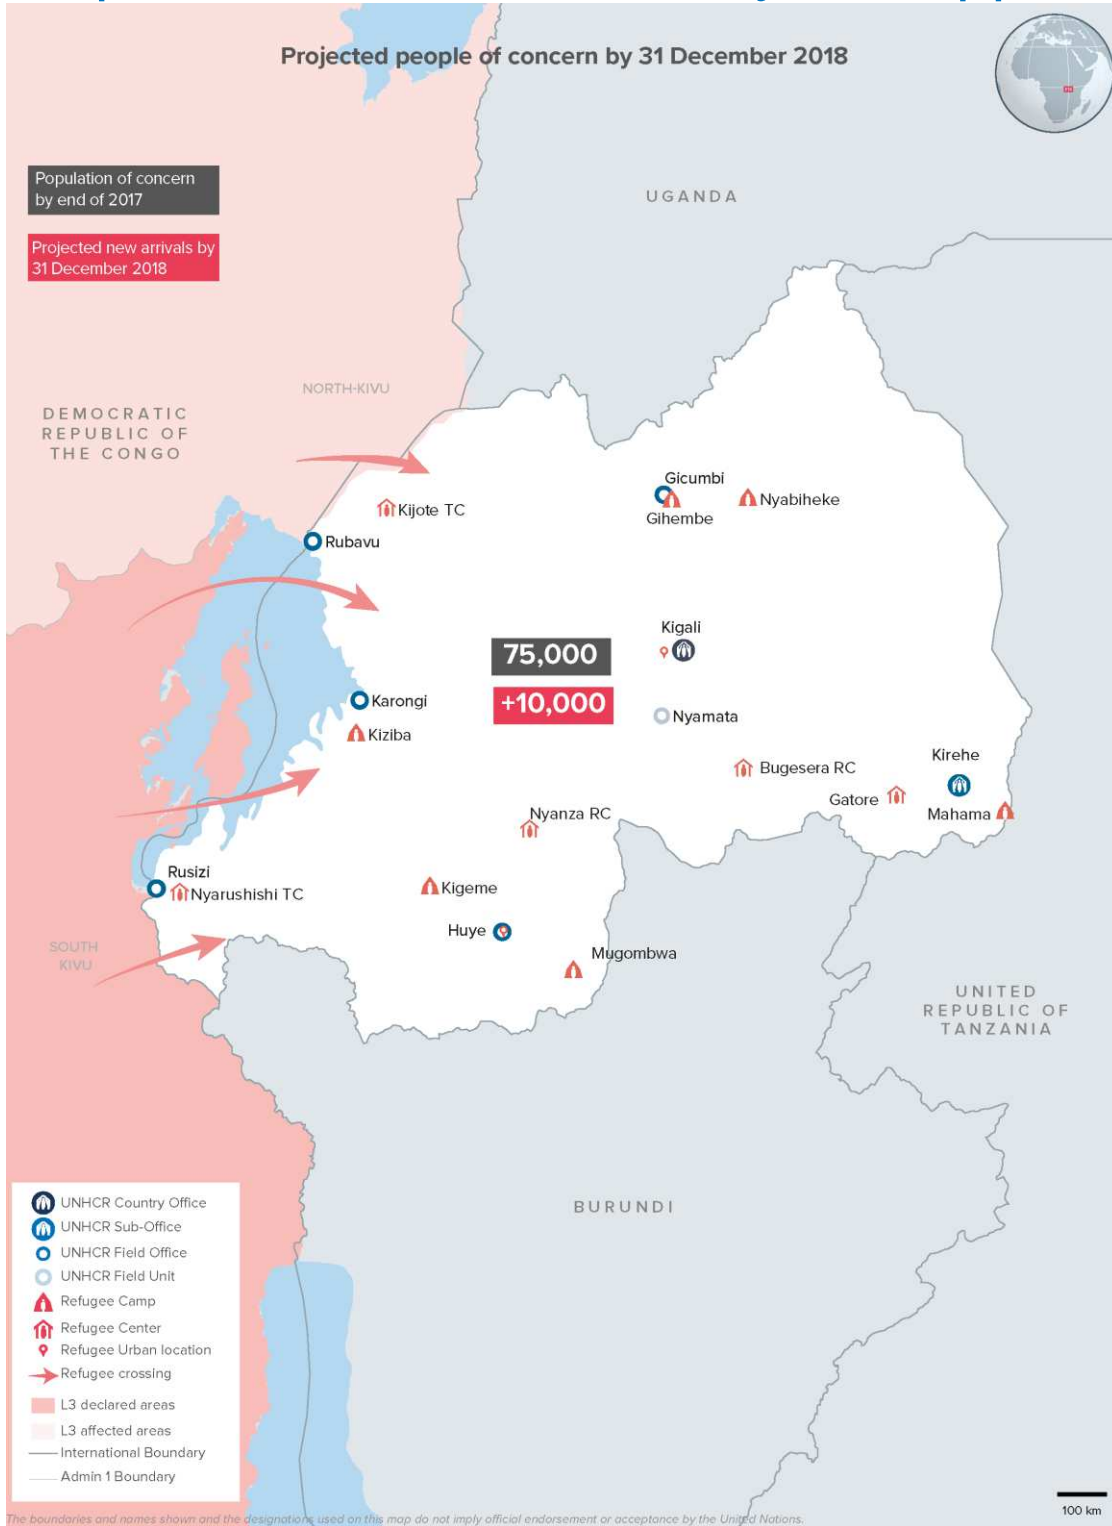 Projected people of concern by 31 December 2018
Population of concern
by end of 2017
Projected new arrivals by
31 December 2018
UGANDA
NORTH-KIVU
DEMOCRATIC
REPUBLIC OF
THE CONGO
Gicumbi
Kijote TC
Nyabiheke
Gihembe
Rubavu
Kigali
75,000
+10,000
Karongi
Nyamata
Kiziba
Kirehe
Bugesera RC
Gatore
Nyanza RC
Mahama
Rusizi
Nyarushishi TC
Kigeme
Huye
SOUTH
KIVU
Mugombwa
UNITED
REPUBLIC OF
TANZANIA
BURUNDI
UNHCR Country Office
UNHCR Sub-Office
UNHCR Field Office
UNHCR Field Unit
Refugee Camp
Refugee Center
Refugee Urban location
Refugee crossing
L3 declared areas
L3 affected areas
International Boundary
Admin 1 Boundary
100 km
The boundaries and names shown and the designations used on this map do not imply official endorsement or acceptance by the United Nations.